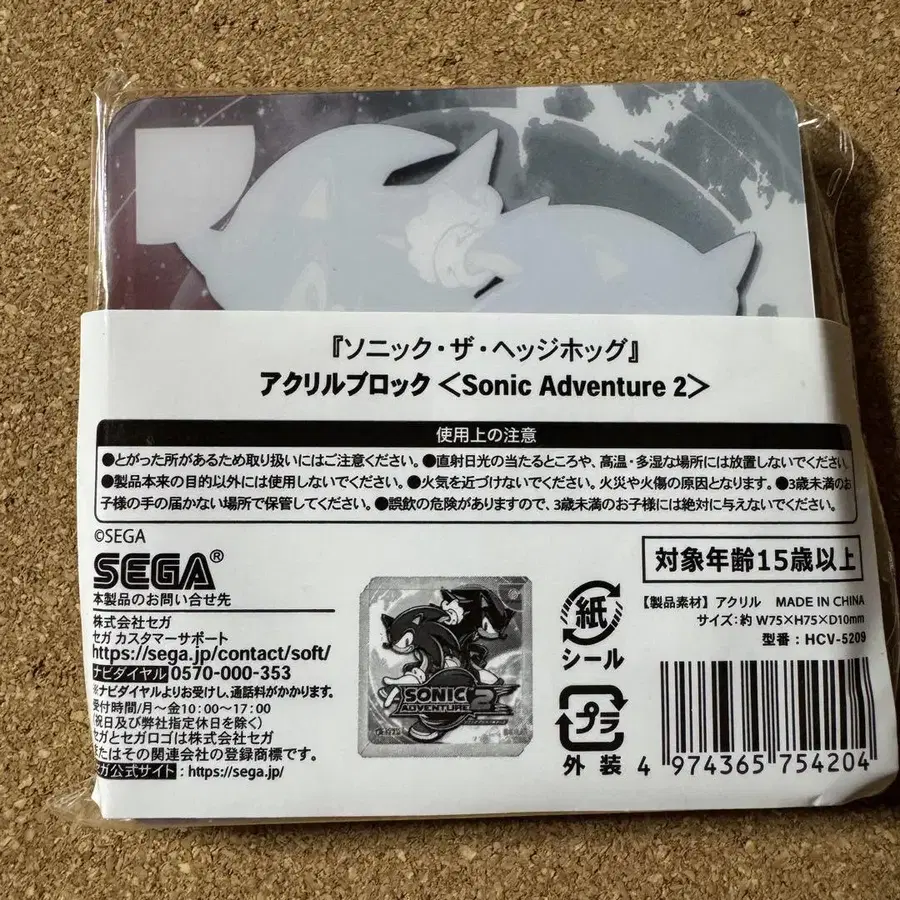 『ソニック・ザ・ヘッジホッグ』
アクリルブロック＜Sonic Adventure 2＞
使用上の注意
●とがった所があるため取り扱いにはご注意ください。●直射日光の当たるところや、高温・多湿な場所には放置しないでください。
●製品本来の目的以外には使用しないでください。●火気を近づけないでください。火災や火傷の原因となります。●3歳未満のお
子様の手の届かない場所で保管してください。●誤飲の危険がありますので、3歳未満のお子様には絶対に与えないでください。
©SEGA
SEGA®
本製品のお問い合せ先
株式会社セガ
セガ カスタマーサポート
https://sega.jp/contact/soft/
ナビダイヤル 0570-000-353
※ナビダイヤルよりお受けし、通話料がかかります。
受付時間/月〜金10:00〜17:00
(祝日及び弊社指定休日を除く)
セガとセガロゴは株式会社セガ
またはその関連会社の登録商標です。
セガ公式サイト：https://sega.jp/
SONIC
ADVENTURE 2
紙
シール
プラ
外装
対象年齢15歳以上
【製品素材】アクリル MADE IN CHINA
サイズ：約 W75×H75×D10mm
型番：HCV-5209
4 974365 754204